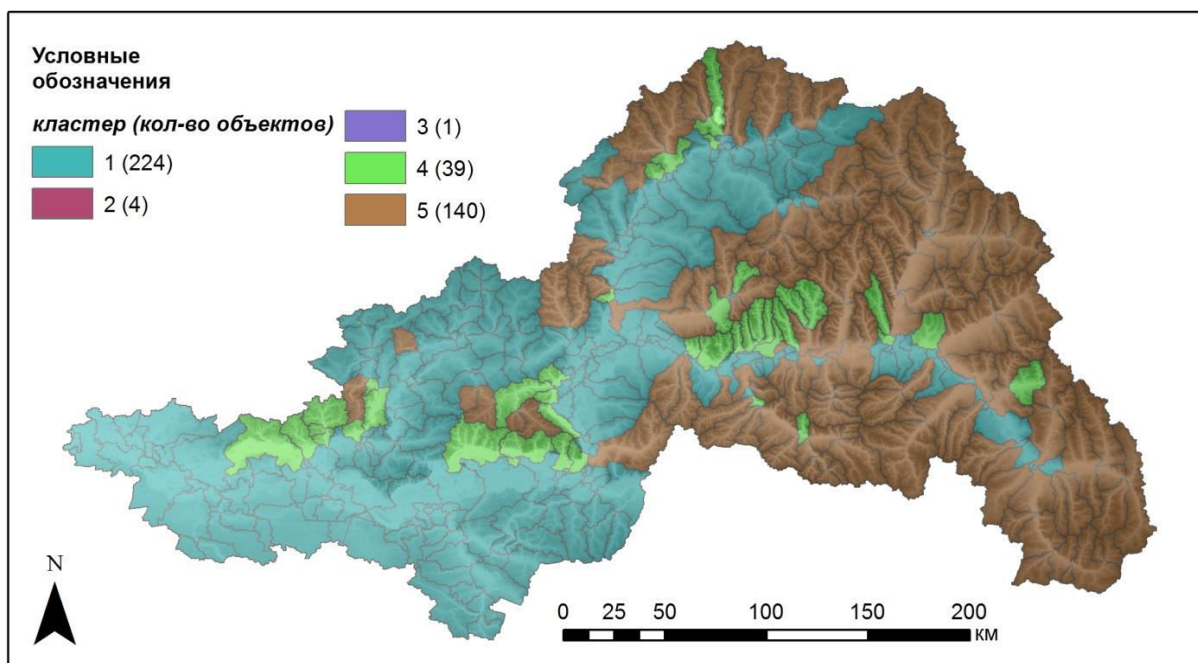 Условные
обозначения
кластер (кол-во объектов)
1 (224)
2 (4)
3 (1)
4 (39)
5 (140)
N
0 25 50 100 150 200
КМ